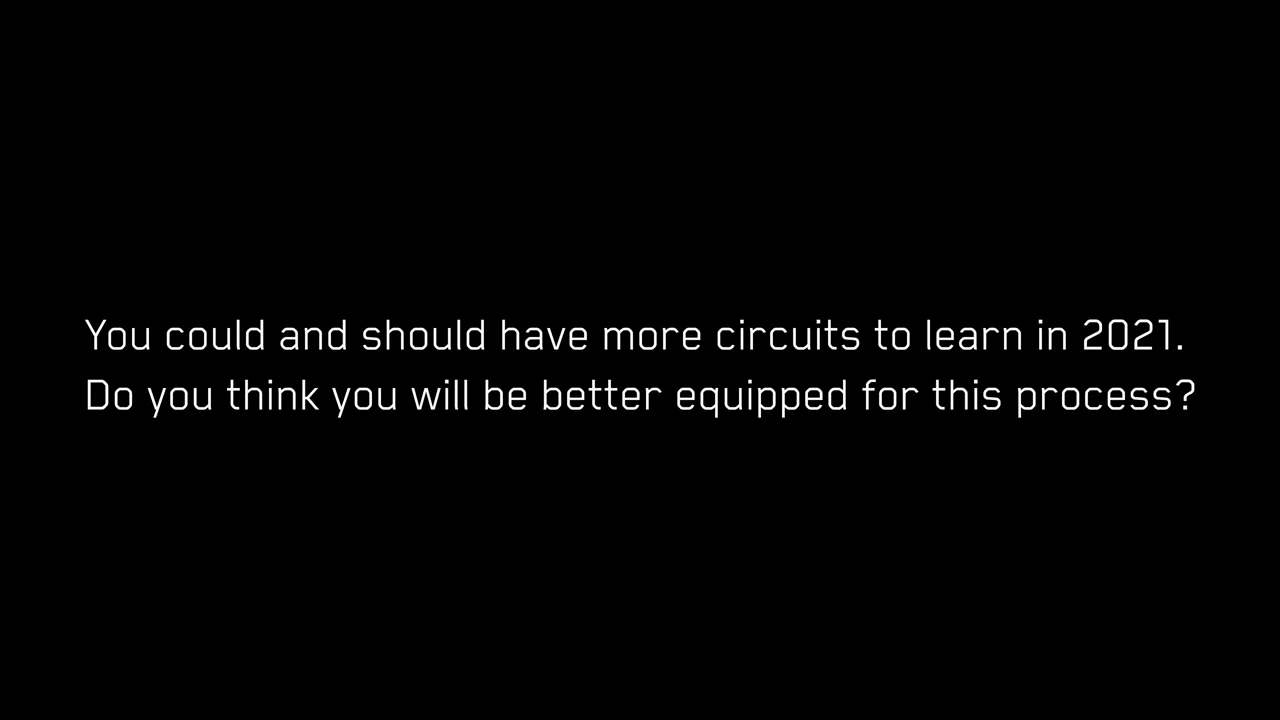 You could and should have more circuits to learn in 2021.
Do you think you will be better equipped for this process?